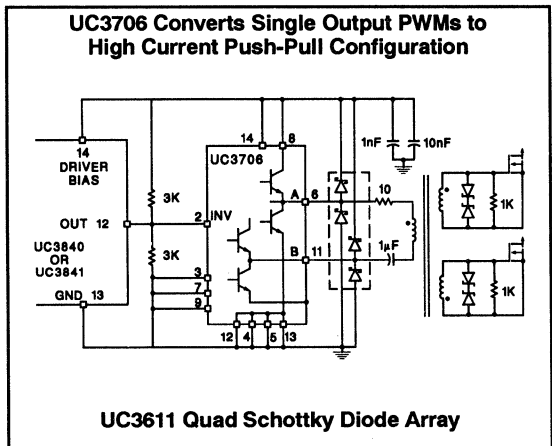 UC3706 Converts Single Output PWMs to
High Current Push-Pull Configuration
14
DRIVER
BIAS
OUT 12
UC3840
OR
UC3841
GND 13
3K
3K
14
8
UC3706
2
INV
A
6
B
11
3
7
9
12
4
5
13
1nF
10nF
10
1µF
1K
1K
UC3611 Quad Schottky Diode Array